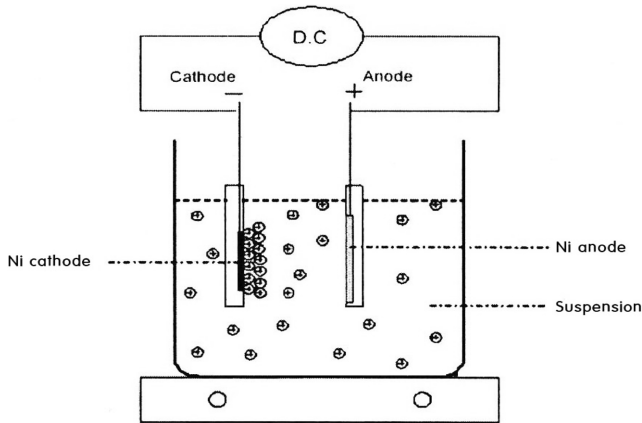 D.C
Cathode
Anode
− +
Ni cathode
Ni anode
Suspension